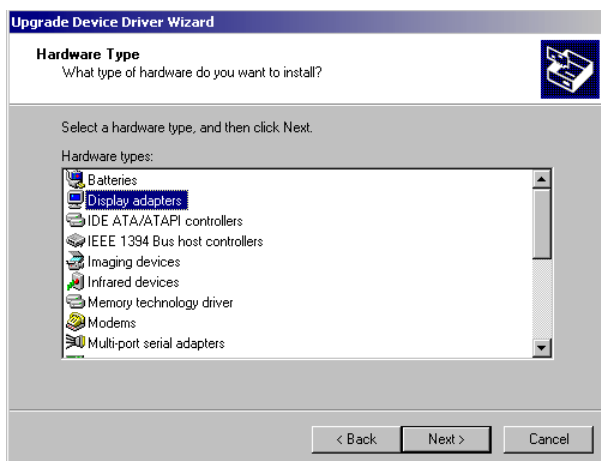 Upgrade Device Driver Wizard
Hardware Type
What type of hardware do you want to install?
Select a hardware type, and then click Next.
Hardware types:
Batteries
Display adapters
IDE ATA/ATAPI controllers
IEEE 1394 Bus host controllers
Imaging devices
Infrared devices
Memory technology driver
Modems
Multi-port serial adapters
< Back Next > Cancel